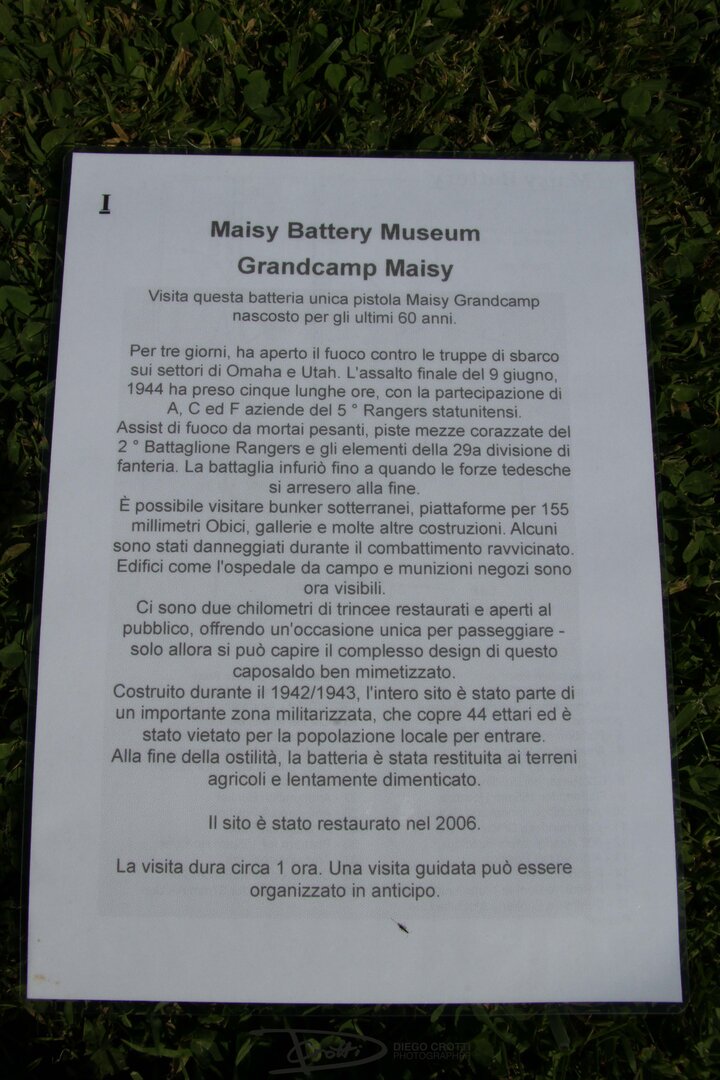 I
Maisy Battery Museum
Grandcamp Maisy
Visita questa batteria unica pistola Maisy Grandcamp
nascosto per gli ultimi 60 anni.
Per tre giorni, ha aperto il fuoco contro le truppe di sbarco
sui settori di Omaha e Utah. L'assalto finale del 9 giugno,
1944 ha preso cinque lunghe ore, con la partecipazione di
A, C ed F aziende del 5 ° Rangers statunitensi.
Assist di fuoco da mortai pesanti, piste mezze corazzate del
2 ° Battaglione Rangers e gli elementi della 29a divisione di
fanteria. La battaglia infuriò fino a quando le forze tedesche
si arresero alla fine.
È possibile visitare bunker sotterranei, piattaforme per 155
millimetri Obici, gallerie e molte altre costruzioni. Alcuni
sono stati danneggiati durante il combattimento ravvicinato.
Edifici come l'ospedale da campo e munizioni negozi sono
ora visibili.
Ci sono due chilometri di trincee restaurati e aperti al
pubblico, offrendo un'occasione unica per passeggiare -
solo allora si può capire il complesso design di questo
caposaldo ben mimetizzato.
Costruito durante il 1942/1943, l'intero sito è stato parte di
un importante zona militarizzata, che copre 44 ettari ed è
stato vietato per la popolazione locale per entrare.
Alla fine della ostilità, la batteria è stata restituita ai terreni
agricoli e lentamente dimenticato.
Il sito è stato restaurato nel 2006.
La visita dura circa 1 ora. Una visita guidata può essere
organizzato in anticipo.
Crotti
DIEGO CROTTI
PHOTOGRAPHER